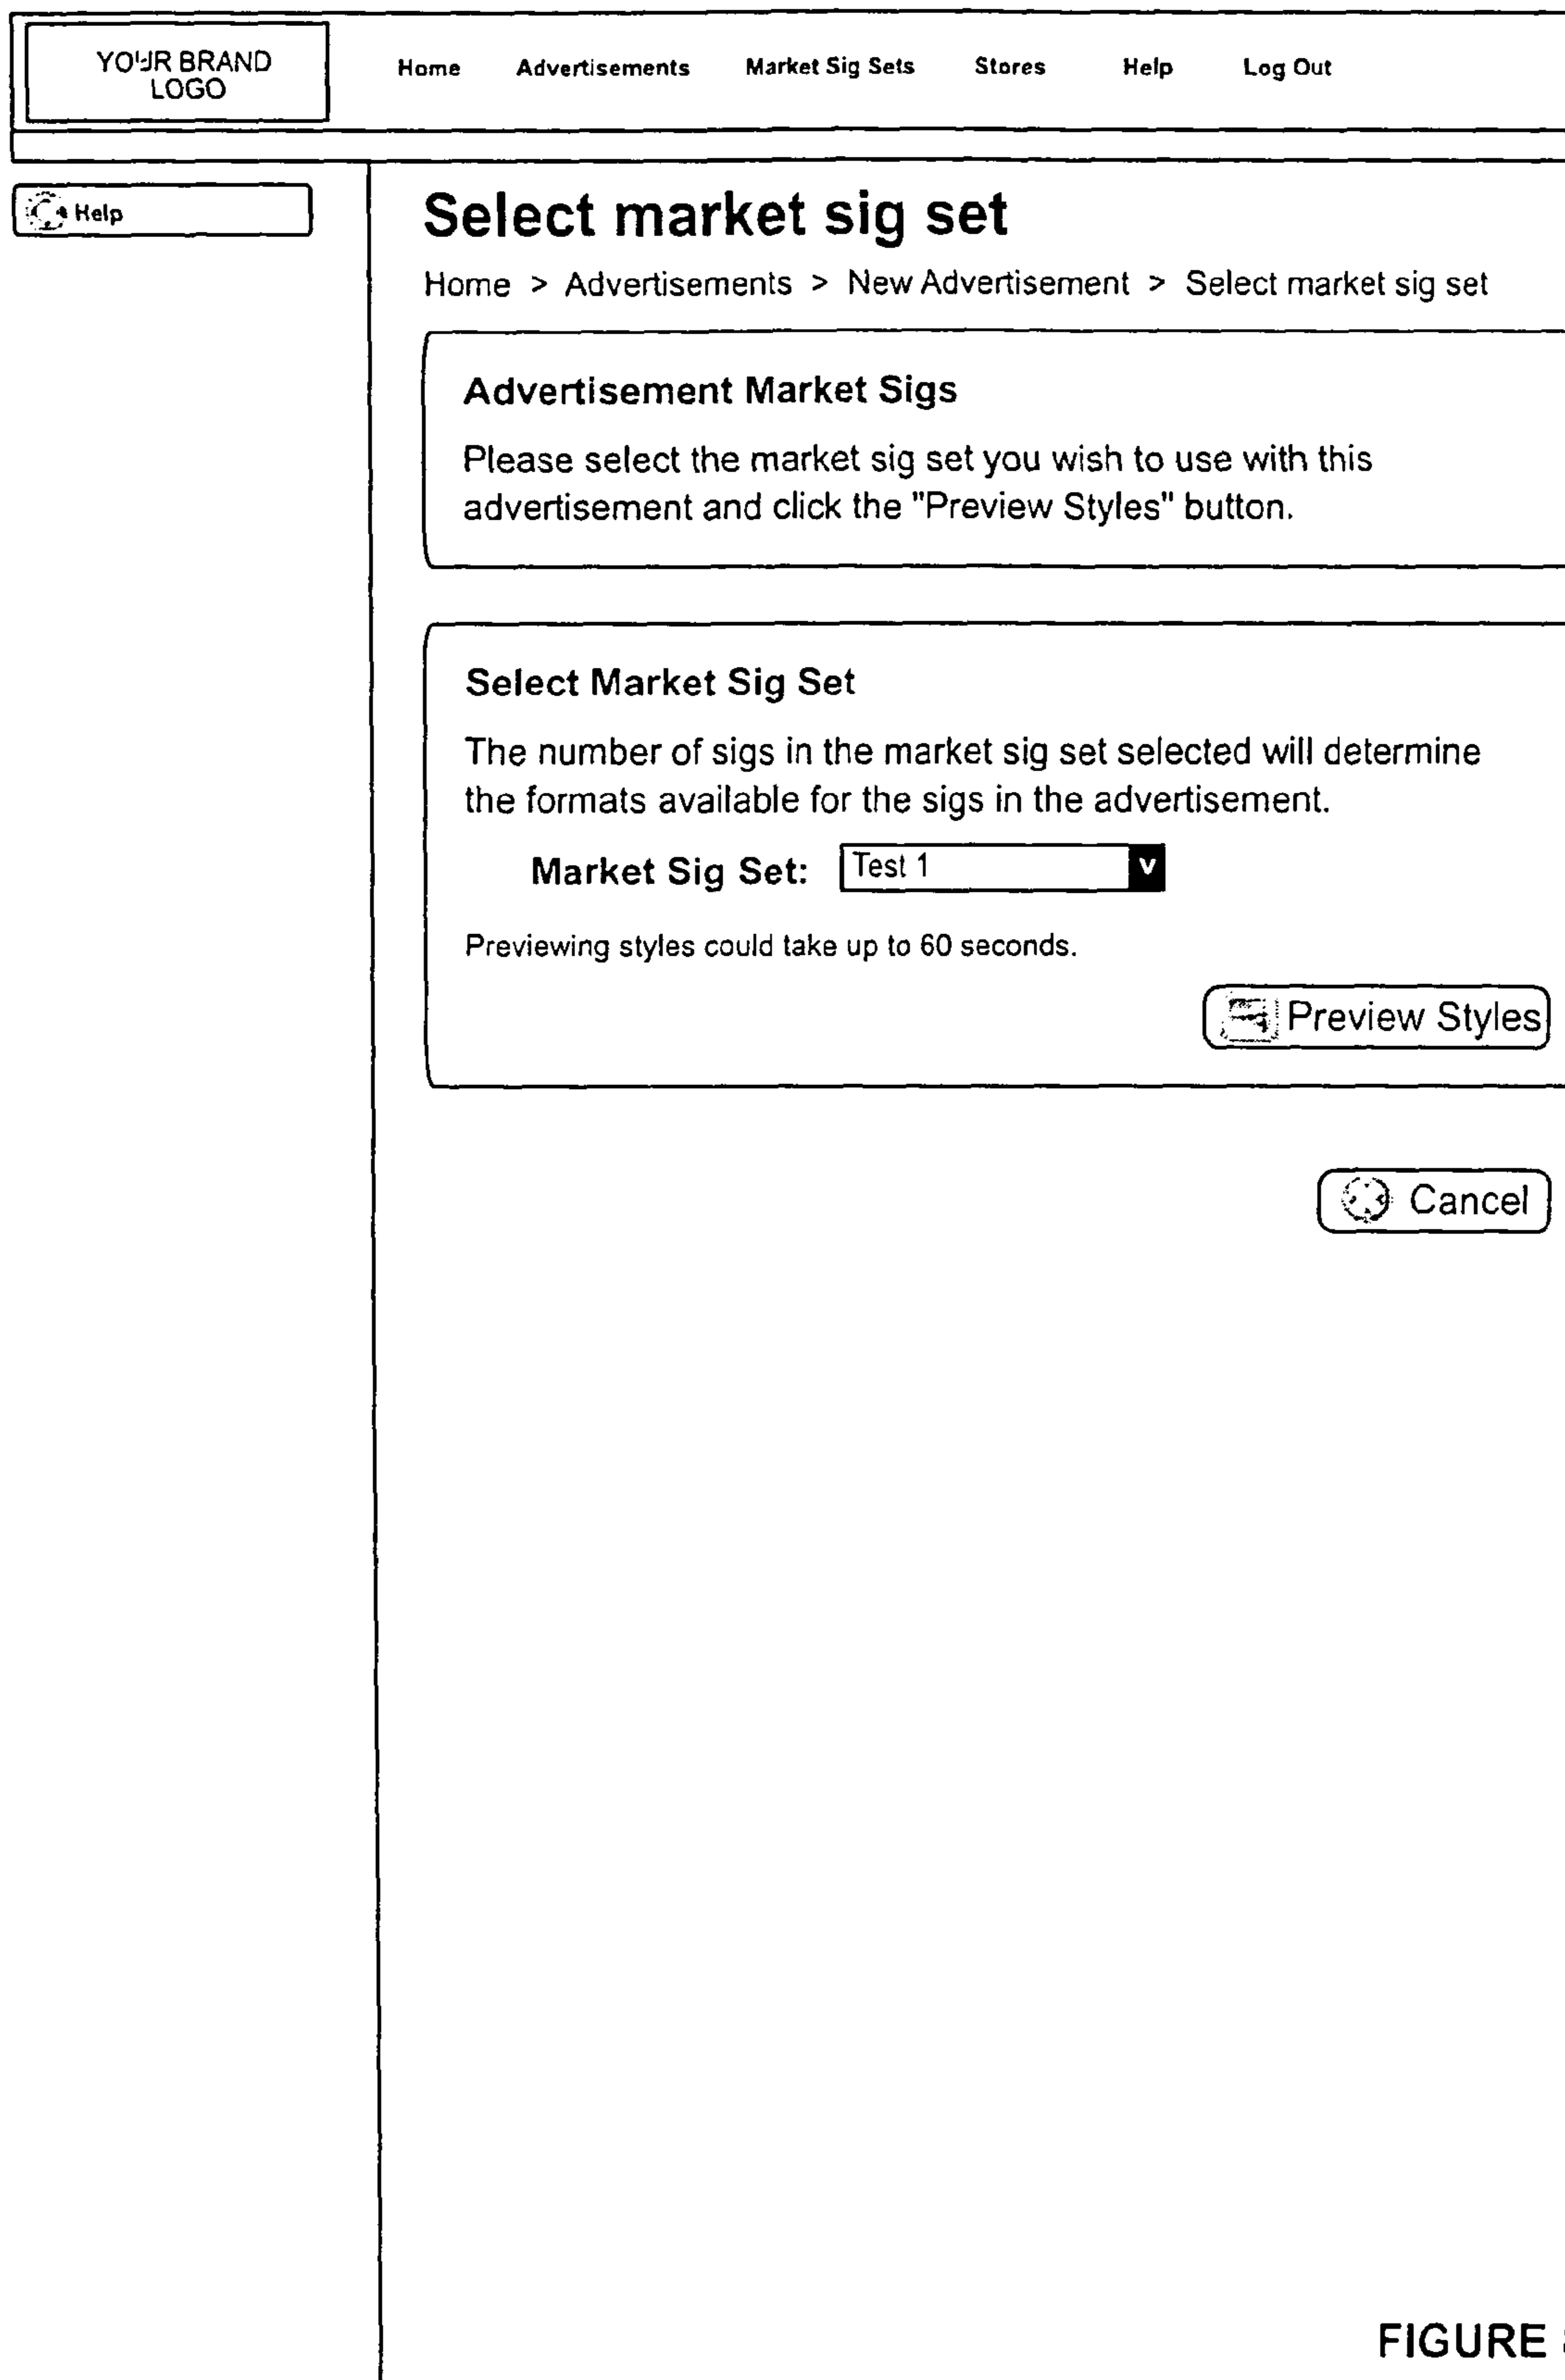 YOUR BRAND
LOGO
Home Advertisements Market Sig Sets Stores Help Log Out
Help
Select market sig set
Home > Advertisements > New Advertisement > Select market sig set
Advertisement Market Sigs
Please select the market sig set you wish to use with this
advertisement and click the "Preview Styles" button.
Select Market Sig Set
The number of sigs in the market sig set selected will determine
the formats available for the sigs in the advertisement.
Market Sig Set: Test 1 v
Previewing styles could take up to 60 seconds.
Preview Styles
Cancel
FIGURE